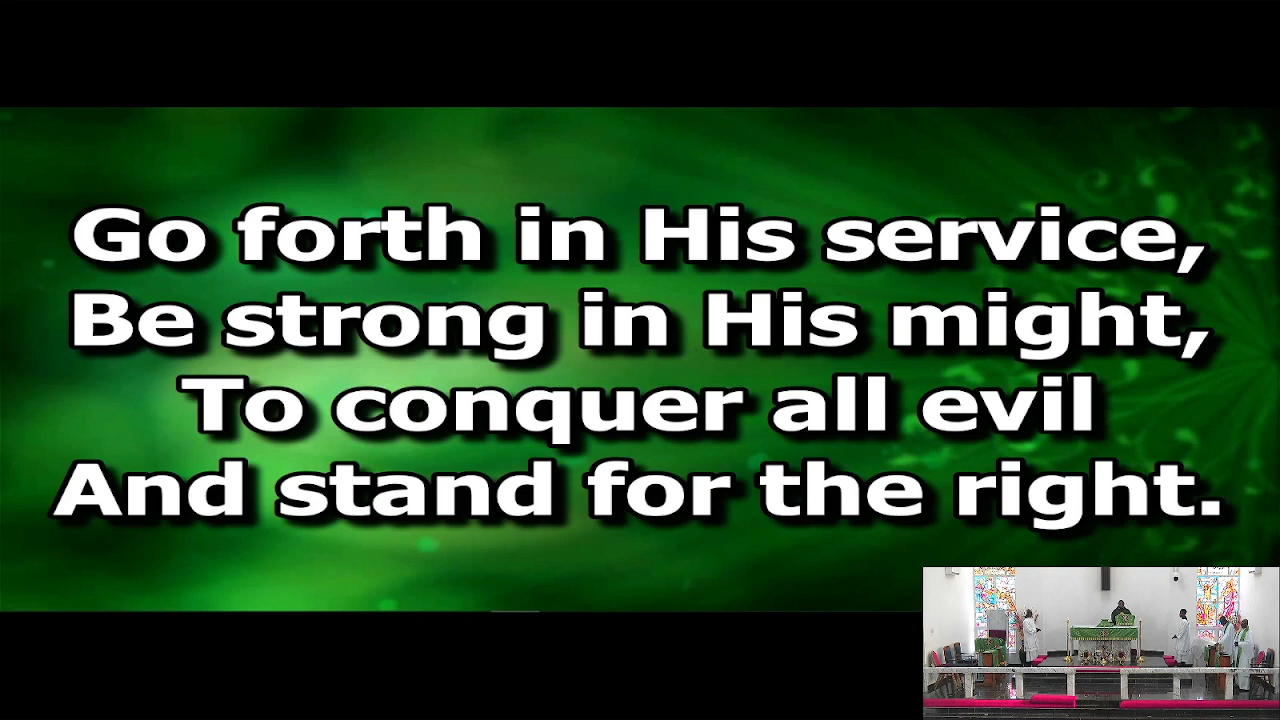 Go forth in His service,
Be strong in His might,
To conquer all evil
And stand for the right.